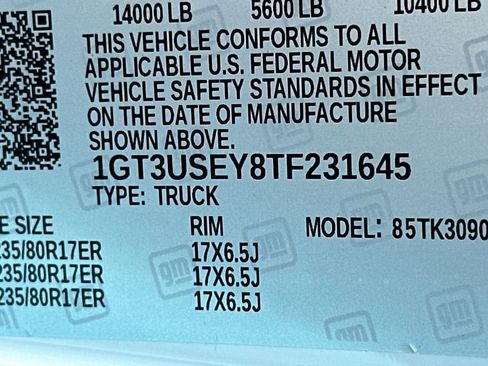 14000 LB 5600 LB 10400 LB
THIS VEHICLE CONFORMS TO ALL
APPLICABLE U.S. FEDERAL MOTOR
VEHICLE SAFETY STANDARDS IN EFFECT
ON THE DATE OF MANUFACTURE
SHOWN ABOVE.
1GT3USEY8TF231645
TYPE: TRUCK
E SIZE RIM MODEL: 85TK3090
235/80R17ER 17X6.5J
235/80R17ER 17X6.5J
235/80R17ER 17X6.5J
gm